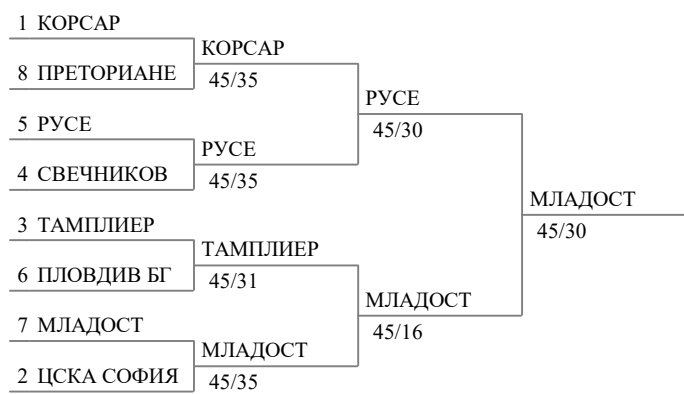 1 КОРСАР
КОРСАР
8 ПРЕТОРИАНЕ
45/35
РУСЕ
5 РУСЕ
45/30
РУСЕ
4 СВЕЧНИКОВ
45/35
МЛАДОСТ
3 ТАМПЛИЕР
45/30
ТАМПЛИЕР
6 ПЛОВДИВ БГ
45/31
МЛАДОСТ
7 МЛАДОСТ
45/16
МЛАДОСТ
2 ЦСКА СОФИЯ
45/35